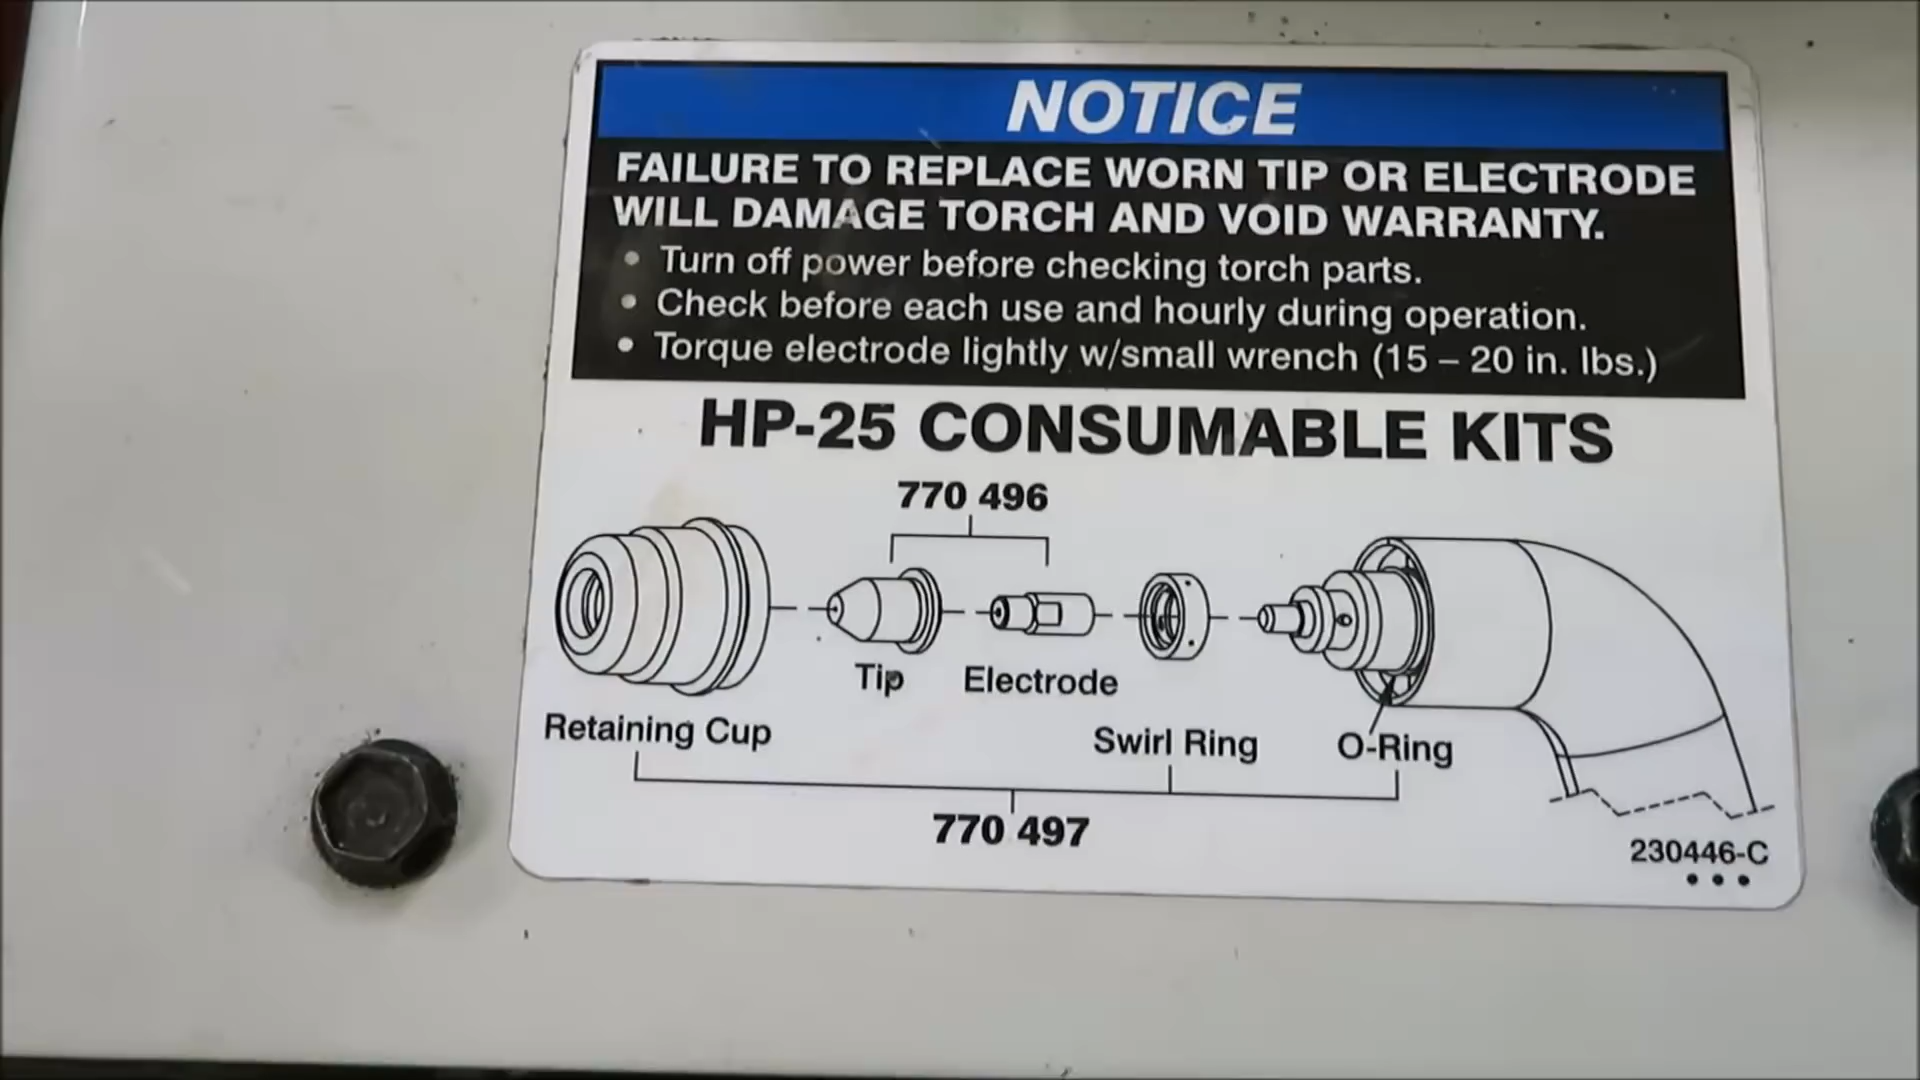 NOTICE
FAILURE TO REPLACE WORN TIP OR ELECTRODE
WILL DAMAGE TORCH AND VOID WARRANTY.
• Turn off power before checking torch parts.
• Check before each use and hourly during operation.
• Torque electrode lightly w/small wrench (15 – 20 in. lbs.)
HP-25 CONSUMABLE KITS
770 496
Tip
Electrode
Retaining Cup
Swirl Ring
O-Ring
770 497
230446-C